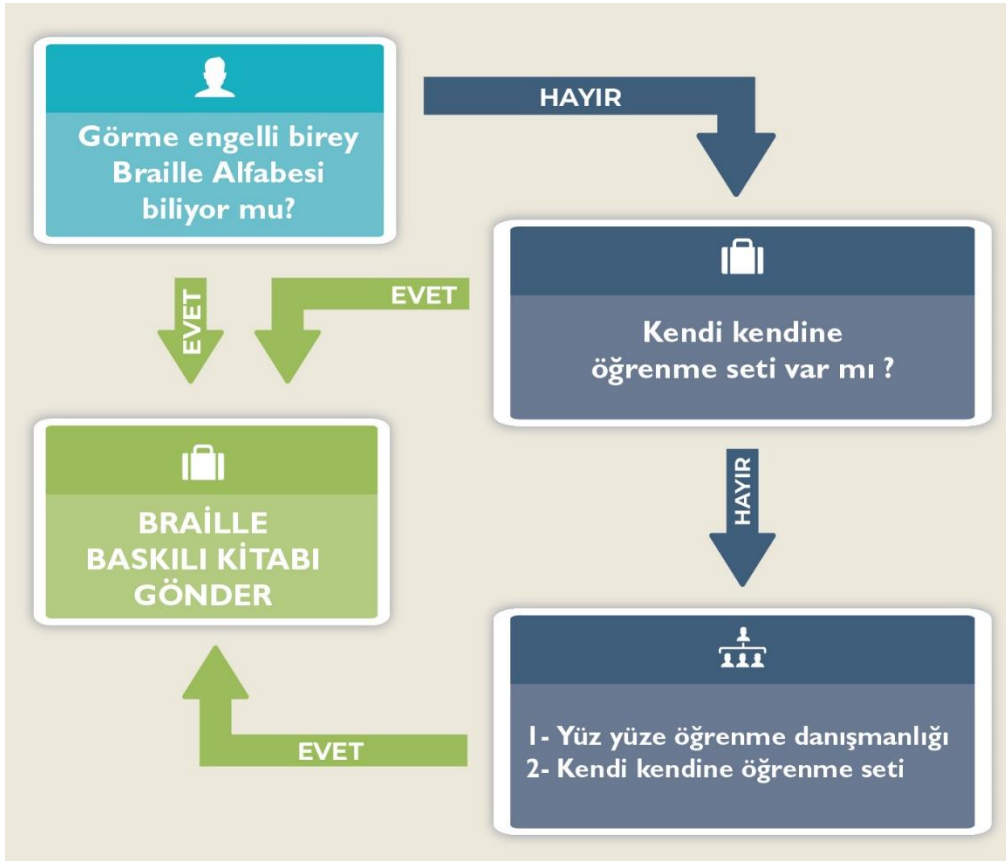 Görme engelli birey
Braille Alfabesi
biliyor mu?
HAYIR
EVET
EVET
Kendi kendine
öğrenme seti var mı ?
BRAİLLE
BASKILI KİTABI
GÖNDER
HAYIR
1- Yüz yüze öğrenme danışmanlığı
2- Kendi kendine öğrenme seti
EVET